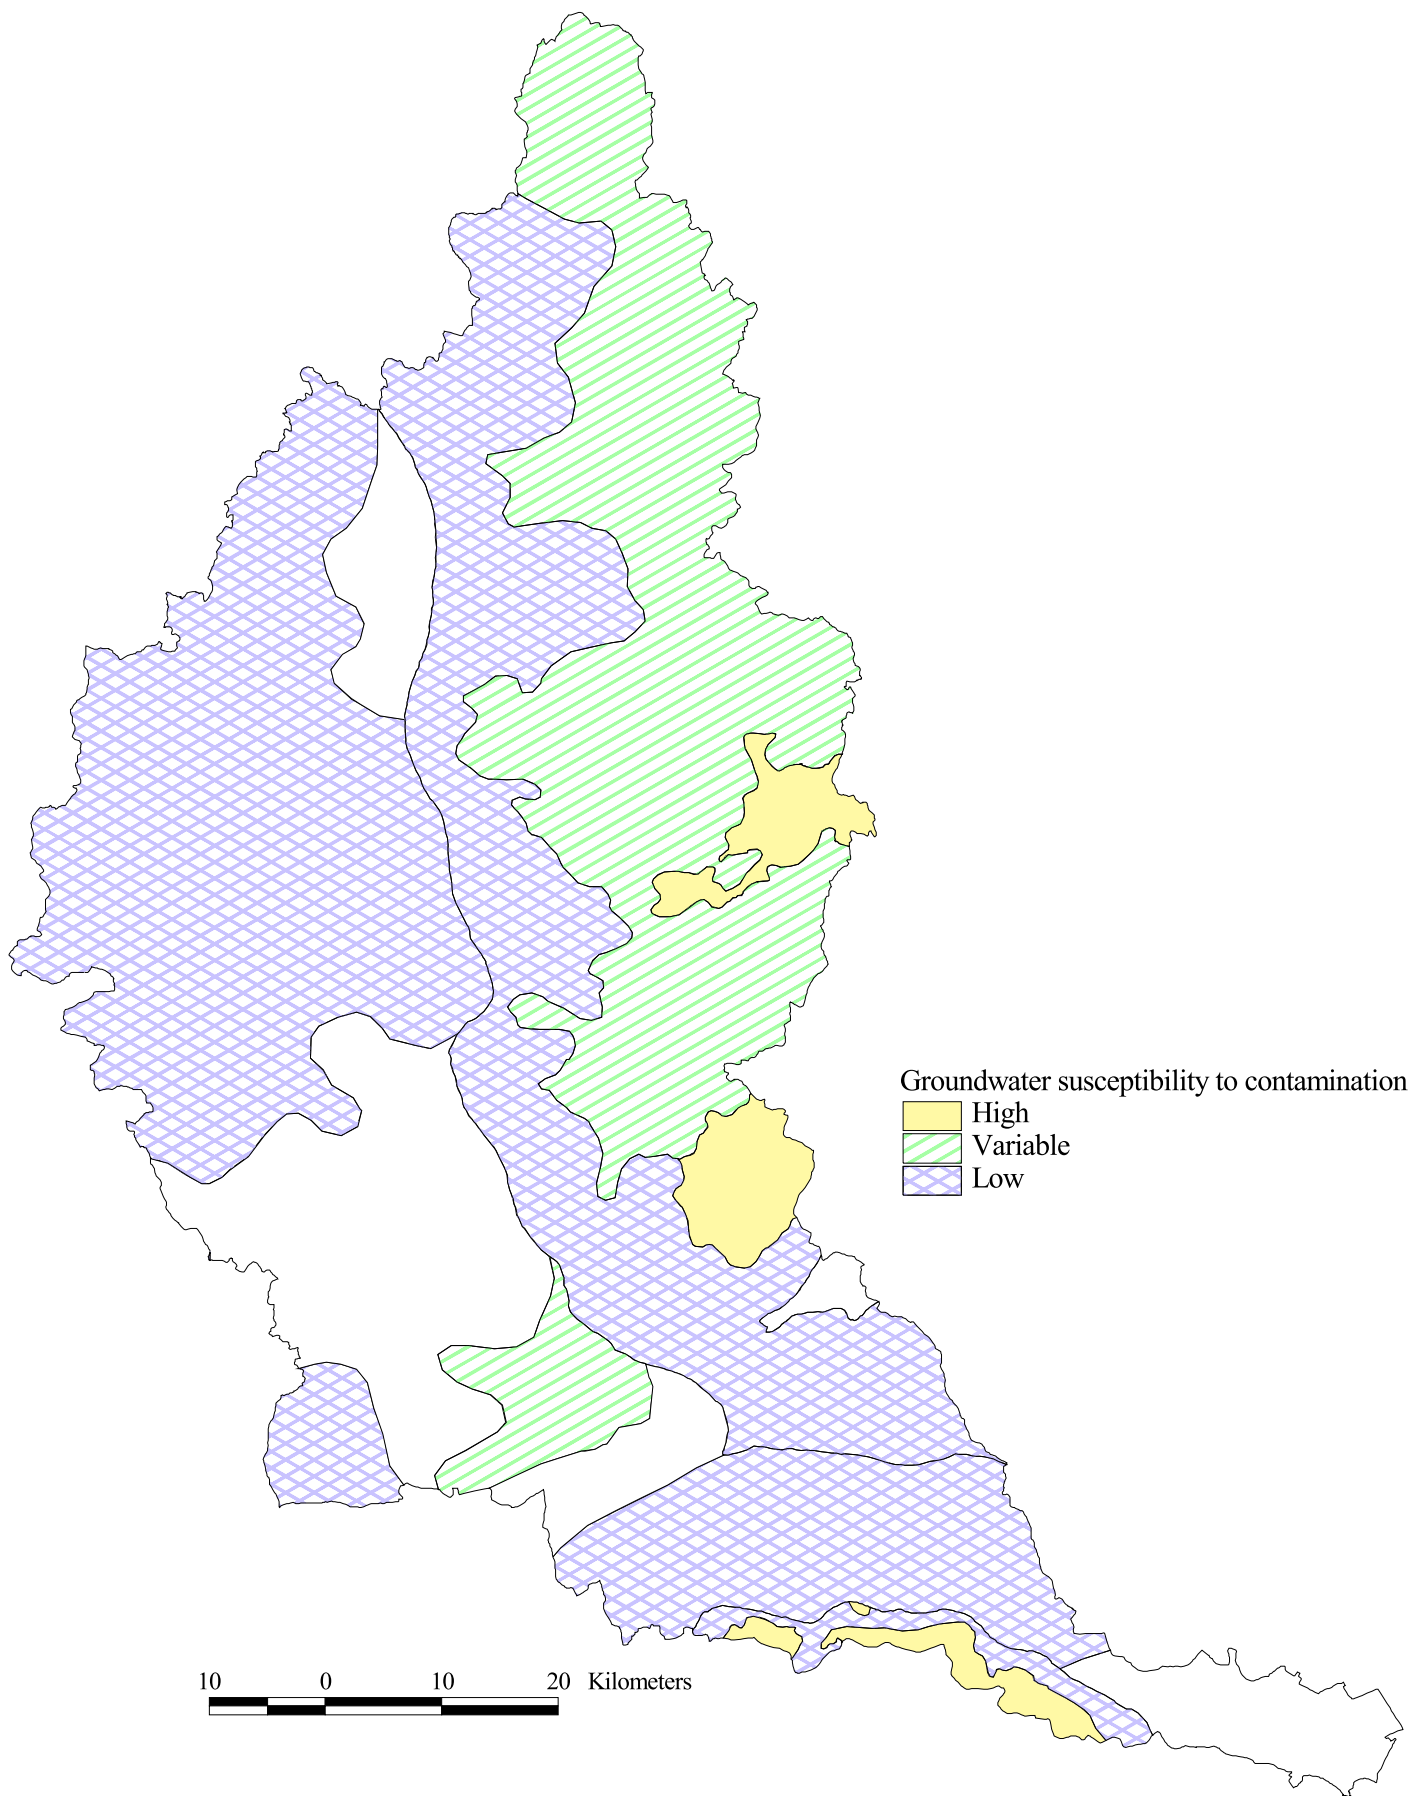 Groundwater susceptibility to contamination
High
Variable
Low
10 0 10 20 Kilometers